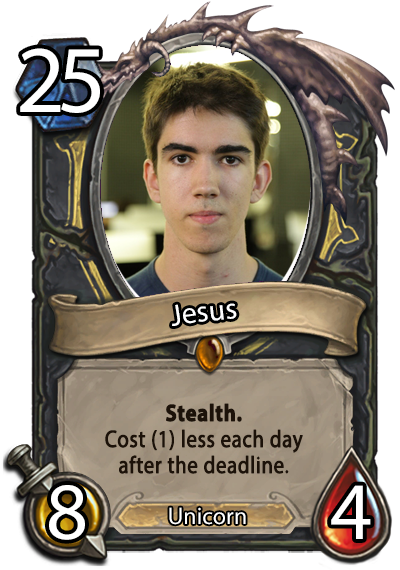 25
Jesus
Stealth.
Cost (1) less each day
after the deadline.
8
Unicorn
4